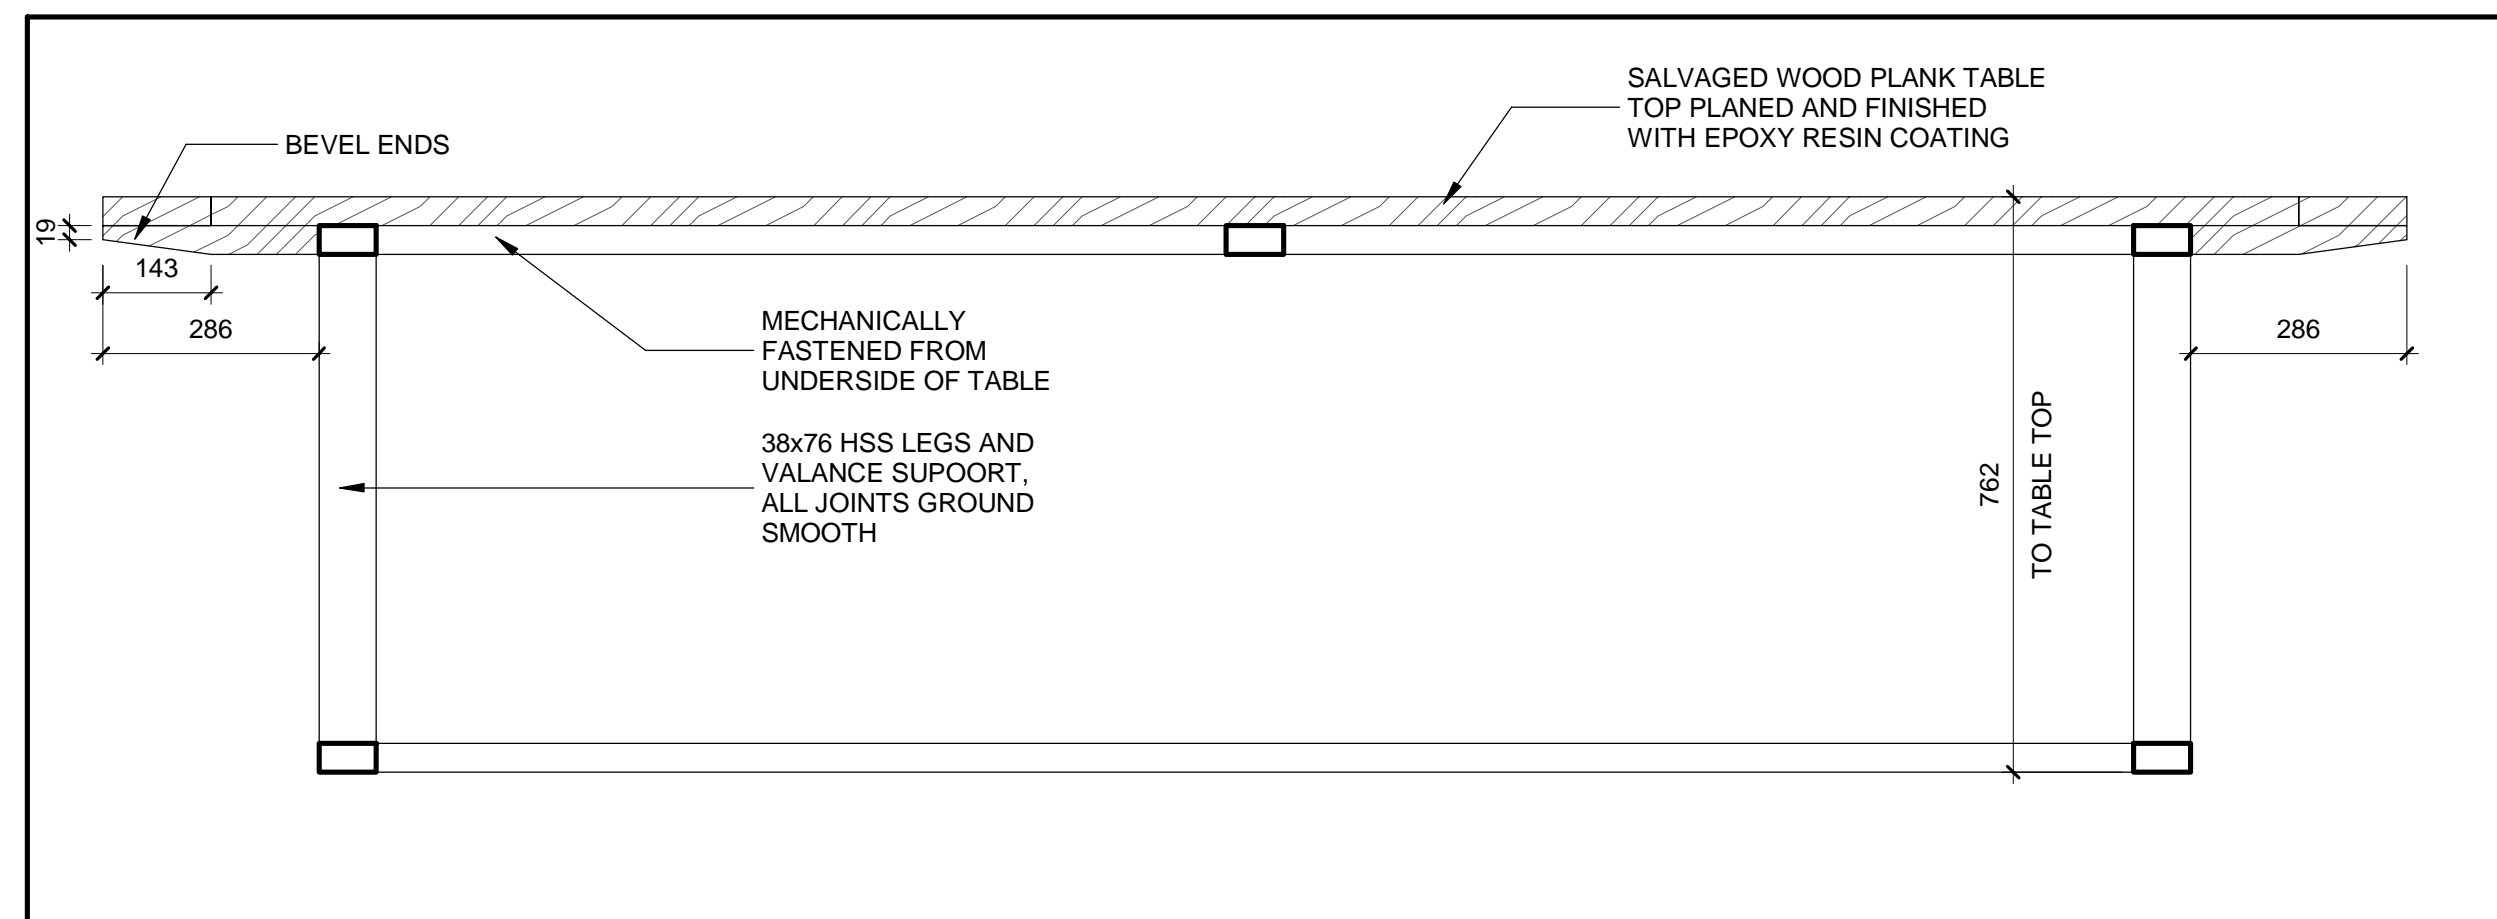 SALVAGED WOOD PLANK TABLE
TOP PLANED AND FINISHED
WITH EPOXY RESIN COATING
BEVEL ENDS
19
143
286
286
MECHANICALLY
FASTENED FROM
UNDERSIDE OF TABLE
38x76 HSS LEGS AND
VALANCE SUPOORT,
ALL JOINTS GROUND
SMOOTH
762
TO TABLE TOP